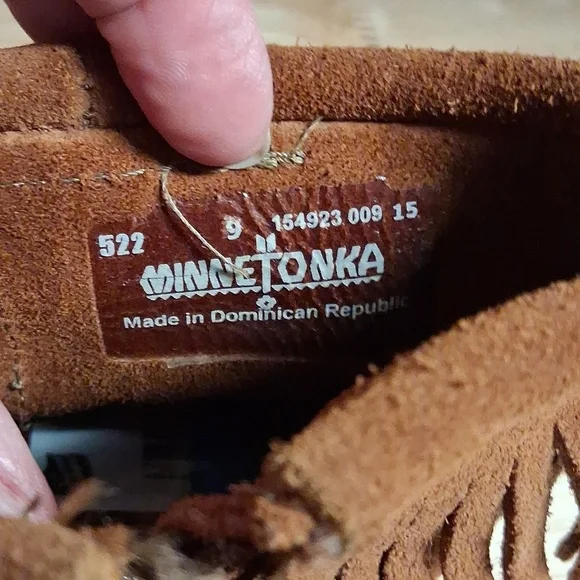 522 9 154923 009 15
MINNETONKA
Made in Dominican Republic